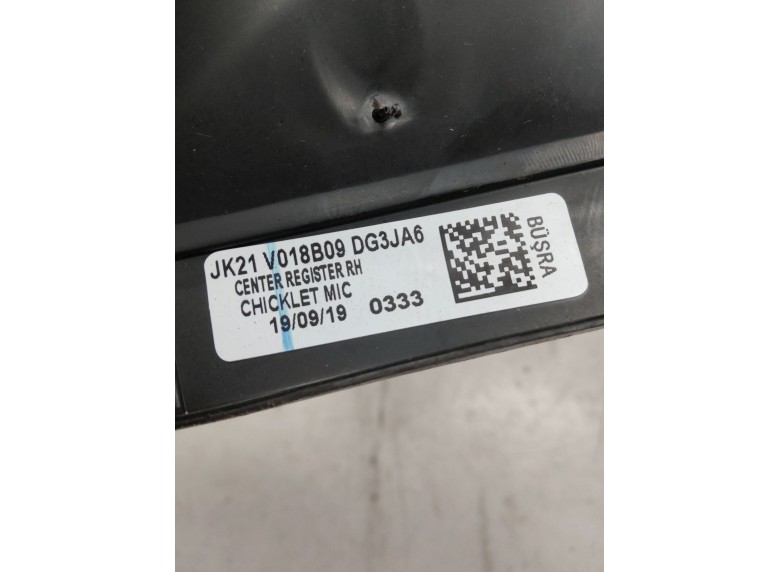 JK21 V018B09 DG3JA6
CENTER REGISTER RH
CHICKLET MIC
19/09/19 0333
BÜŞRA